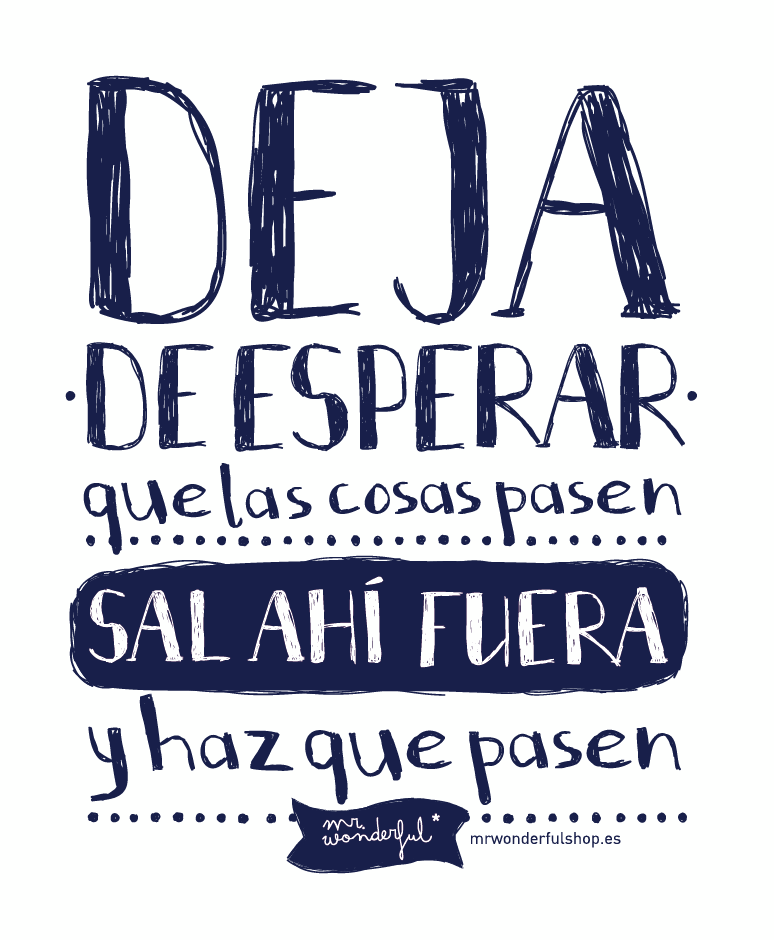 DEJA
DE ESPERAR
que las cosas pasen
SAL AHÍ FUERA
y haz que pasen
mr.
wonderful*
mrwonderfulshop.es